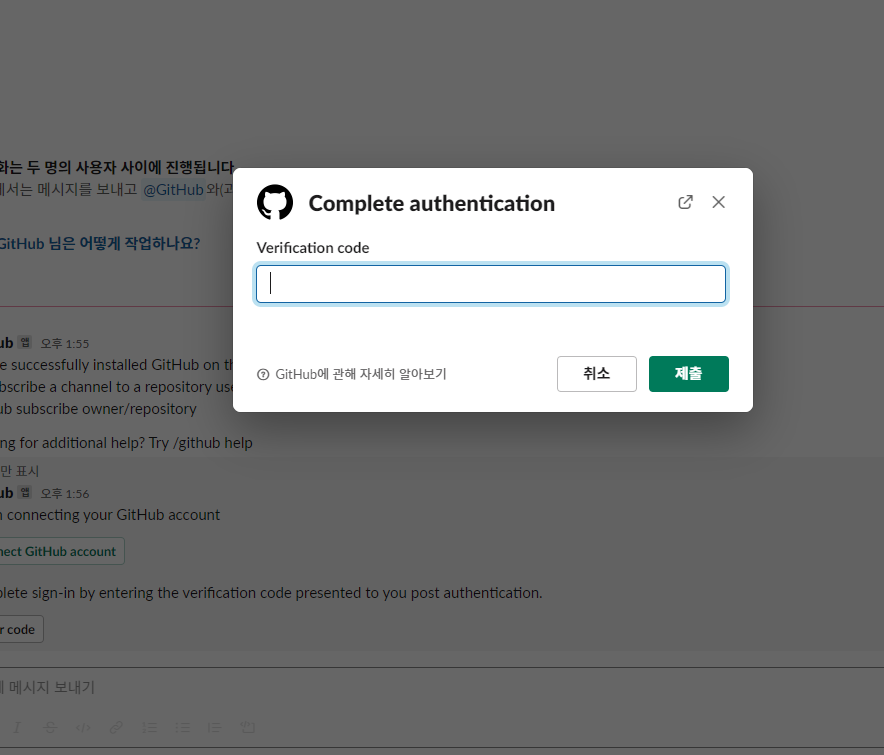 화는 두 명의 사용자 사이에 진행됩니다
에서는 메시지를 보내고 @GitHub와(과
GitHub 님은 어떻게 작업하나요?
Complete authentication
Verification code
GitHub에 관해 자세히 알아보기
취소
제출
ub 앱 오후 1:55
e successfully installed GitHub on th
bscribe a channel to a repository use
ub subscribe owner/repository
ng for additional help? Try /github help
만 표시
ub 앱 오후 1:56
connecting your GitHub account
nect GitHub account
plete sign-in by entering the verification code presented to you post authentication.
r code
에 메시지 보내기